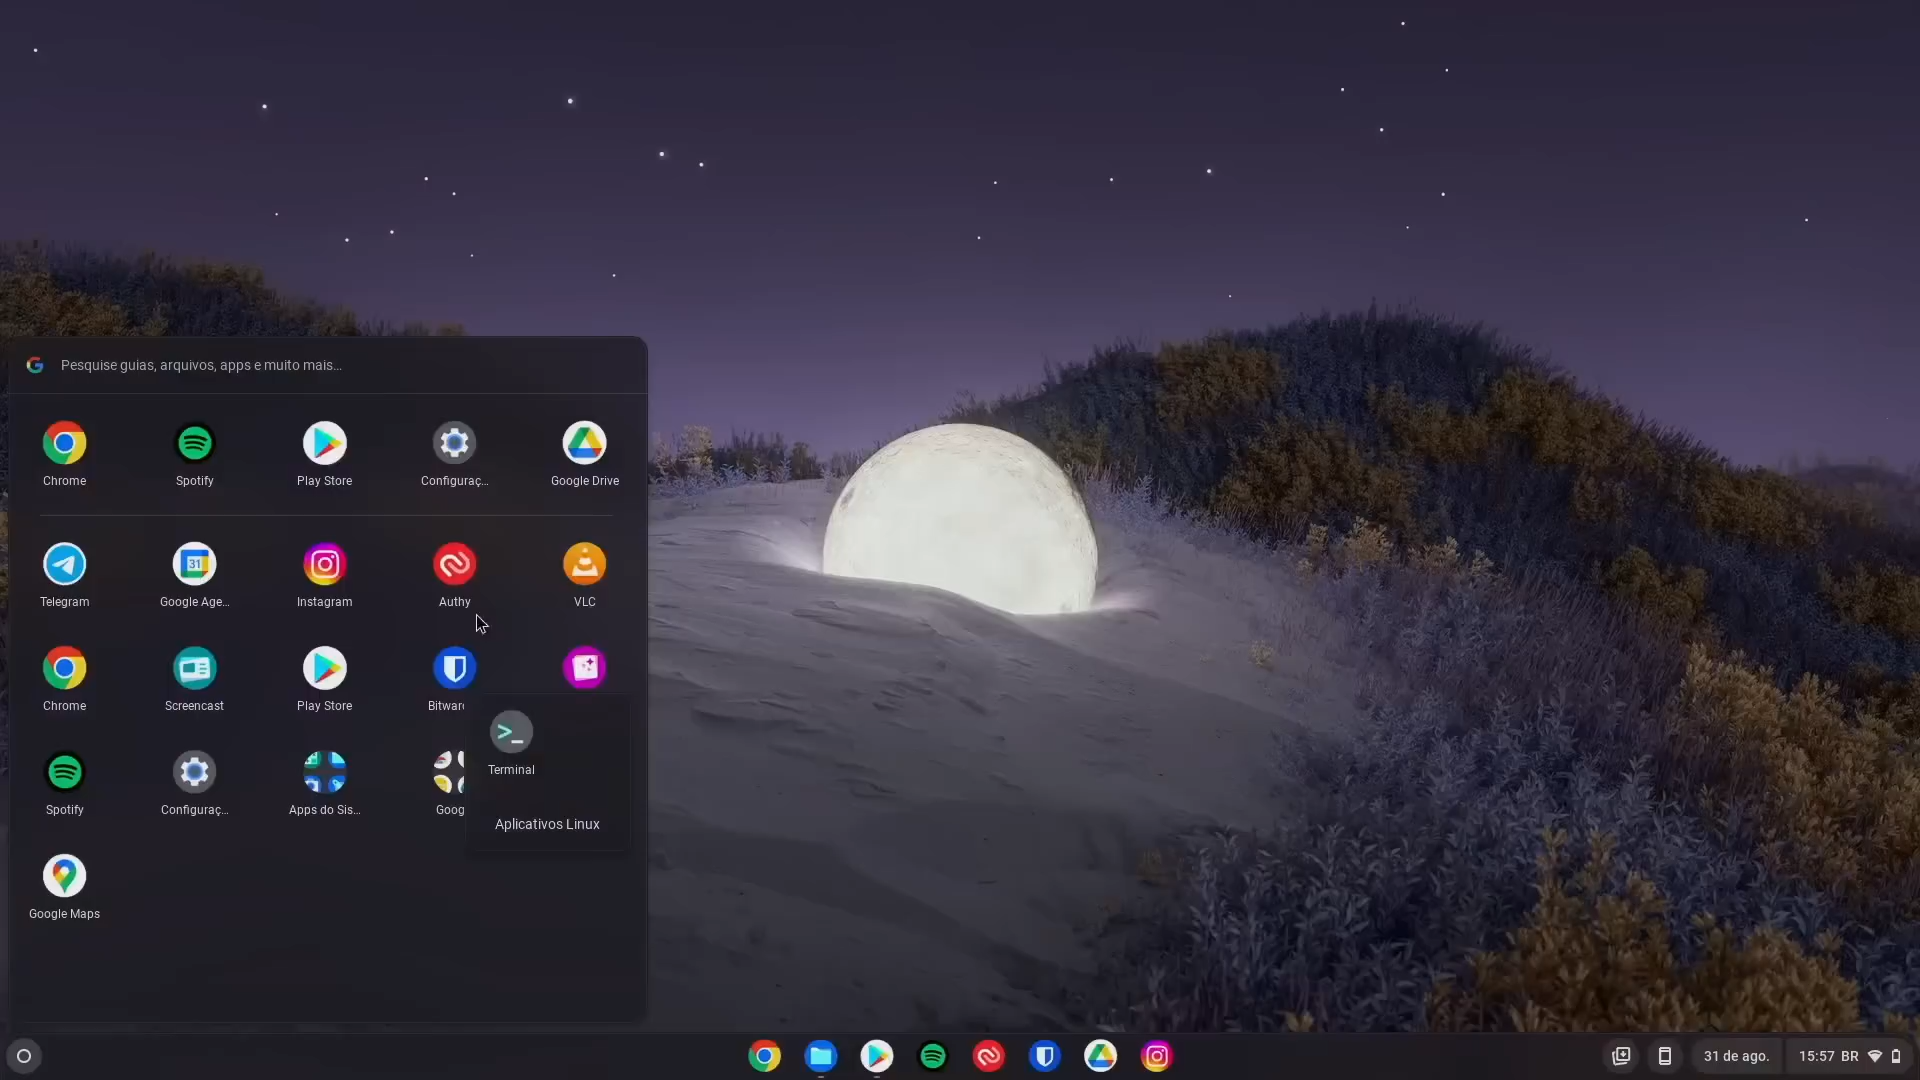 Pesquise guias, arquivos, apps e muito mais...
Chrome
Spotify
Play Store
Configuraç...
Google Drive
Telegram
Google Age...
Instagram
Authy
VLC
Chrome
Screencast
Play Store
Bitward
Spotify
Configuraç...
Apps do Sis...
Goog
Terminal
Aplicativos Linux
Google Maps
31
31 de ago.
15:57 BR